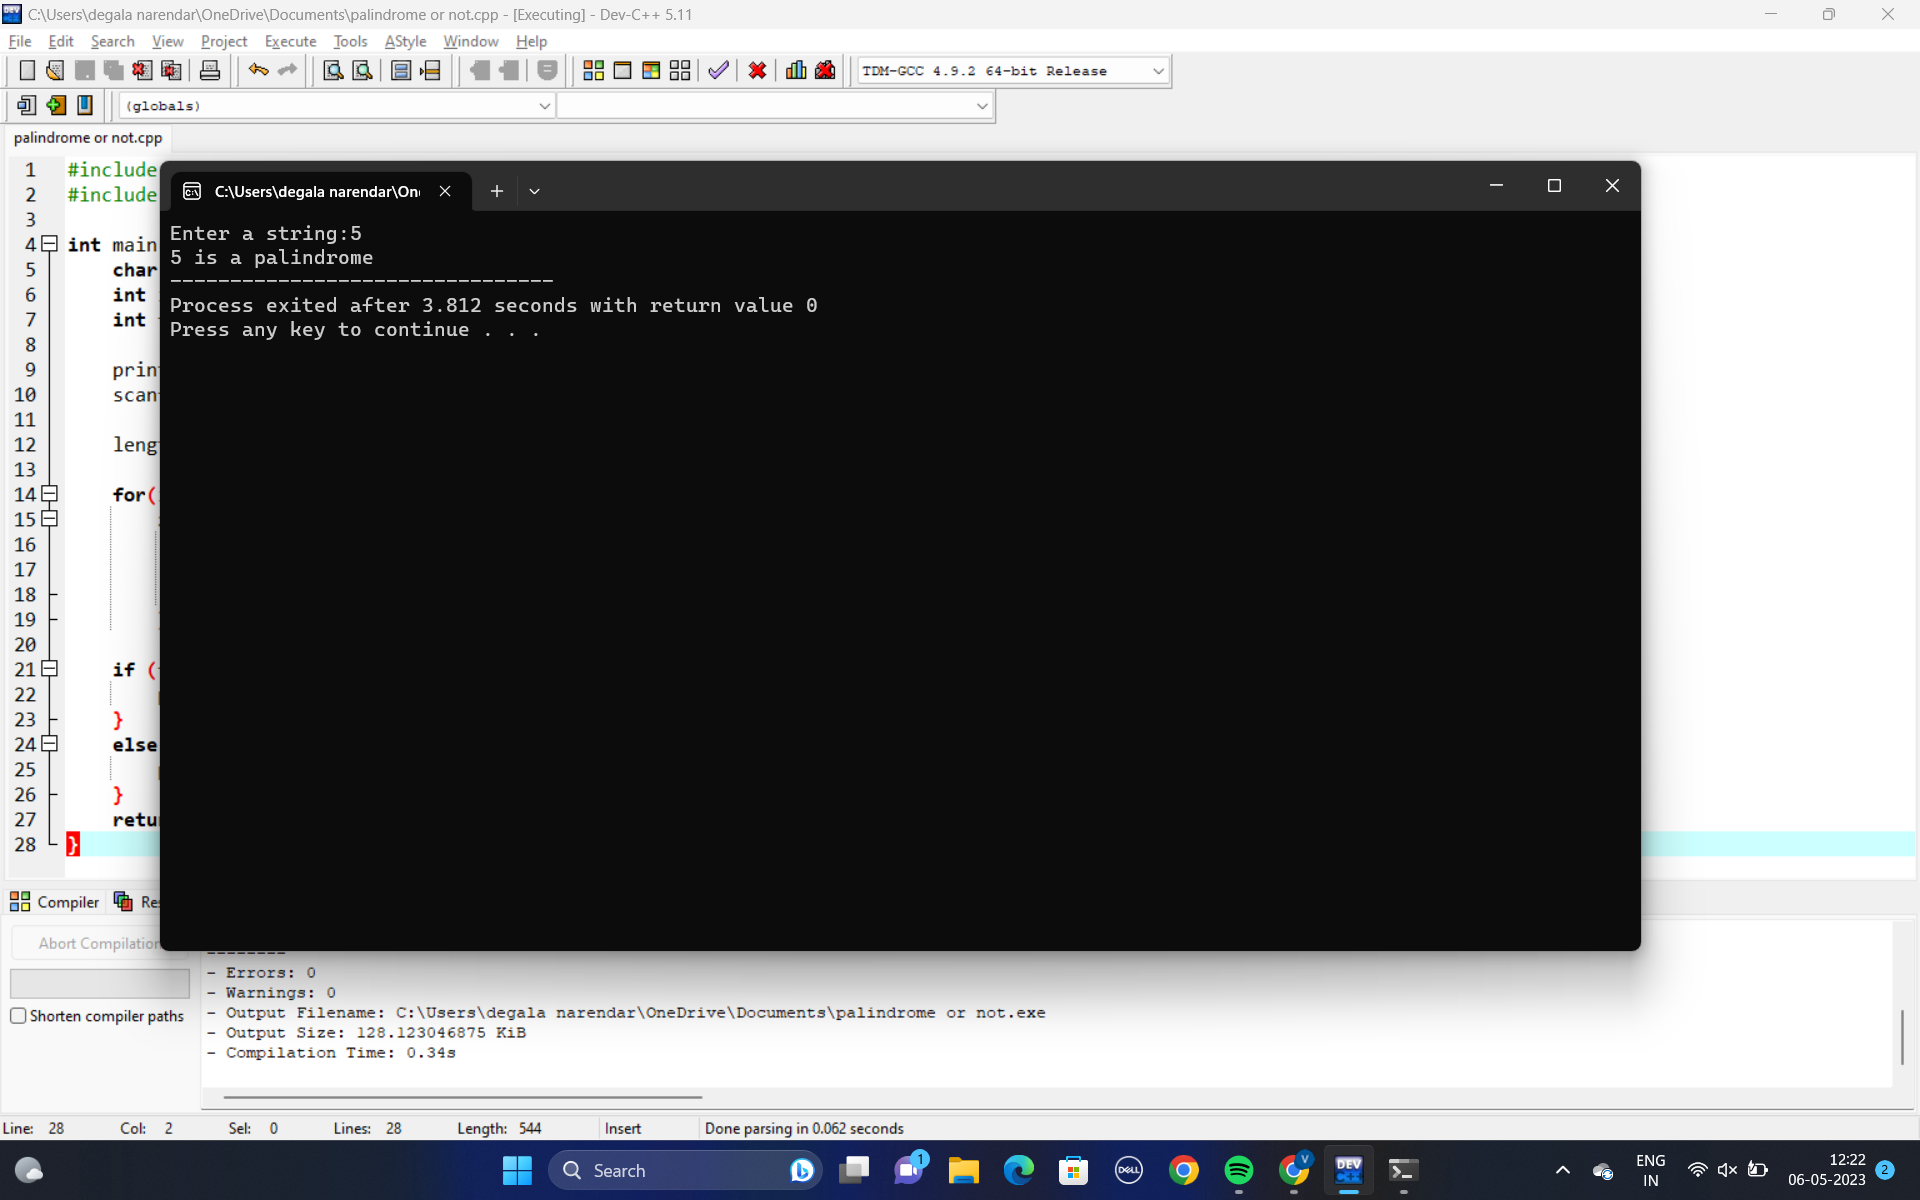 C:\Users\degala narendar\OneDrive\Documents\palindrome or not.cpp - [Executing] - Dev-C++ 5.11
File Edit Search View Project Execute Tools AStyle Window Help
TDM-GCC 4.9.2 64-bit Release
(globals)
palindrome or not.cpp
1 #include
2 #include
3
4 int main
5 char
6 int
7 int
8
9
10
11
12
13
14 for(
15
16
17
18
19
20
21 if (
22
23 }
24 else
25
26 }
27
28 }
C:\Users\degala narendar\On
Enter a string:5
5 is a palindrome
--------------------------------
Process exited after 3.812 seconds with return value 0
Press any key to continue . . .
Compiler
Abort Compilation
Shorten compiler paths
--------
- Errors: 0
- Warnings: 0
- Output Filename: C:\Users\degala narendar\OneDrive\Documents\palindrome or not.exe
- Output Size: 128.123046875 KiB
- Compilation Time: 0.34s
Line: 28 Col: 2 Sel: 0 Lines: 28 Length: 544 Insert Done parsing in 0.062 seconds
Search
1
DELL
V
DEV C++
ENG
IN
12:22
06-05-2023
2